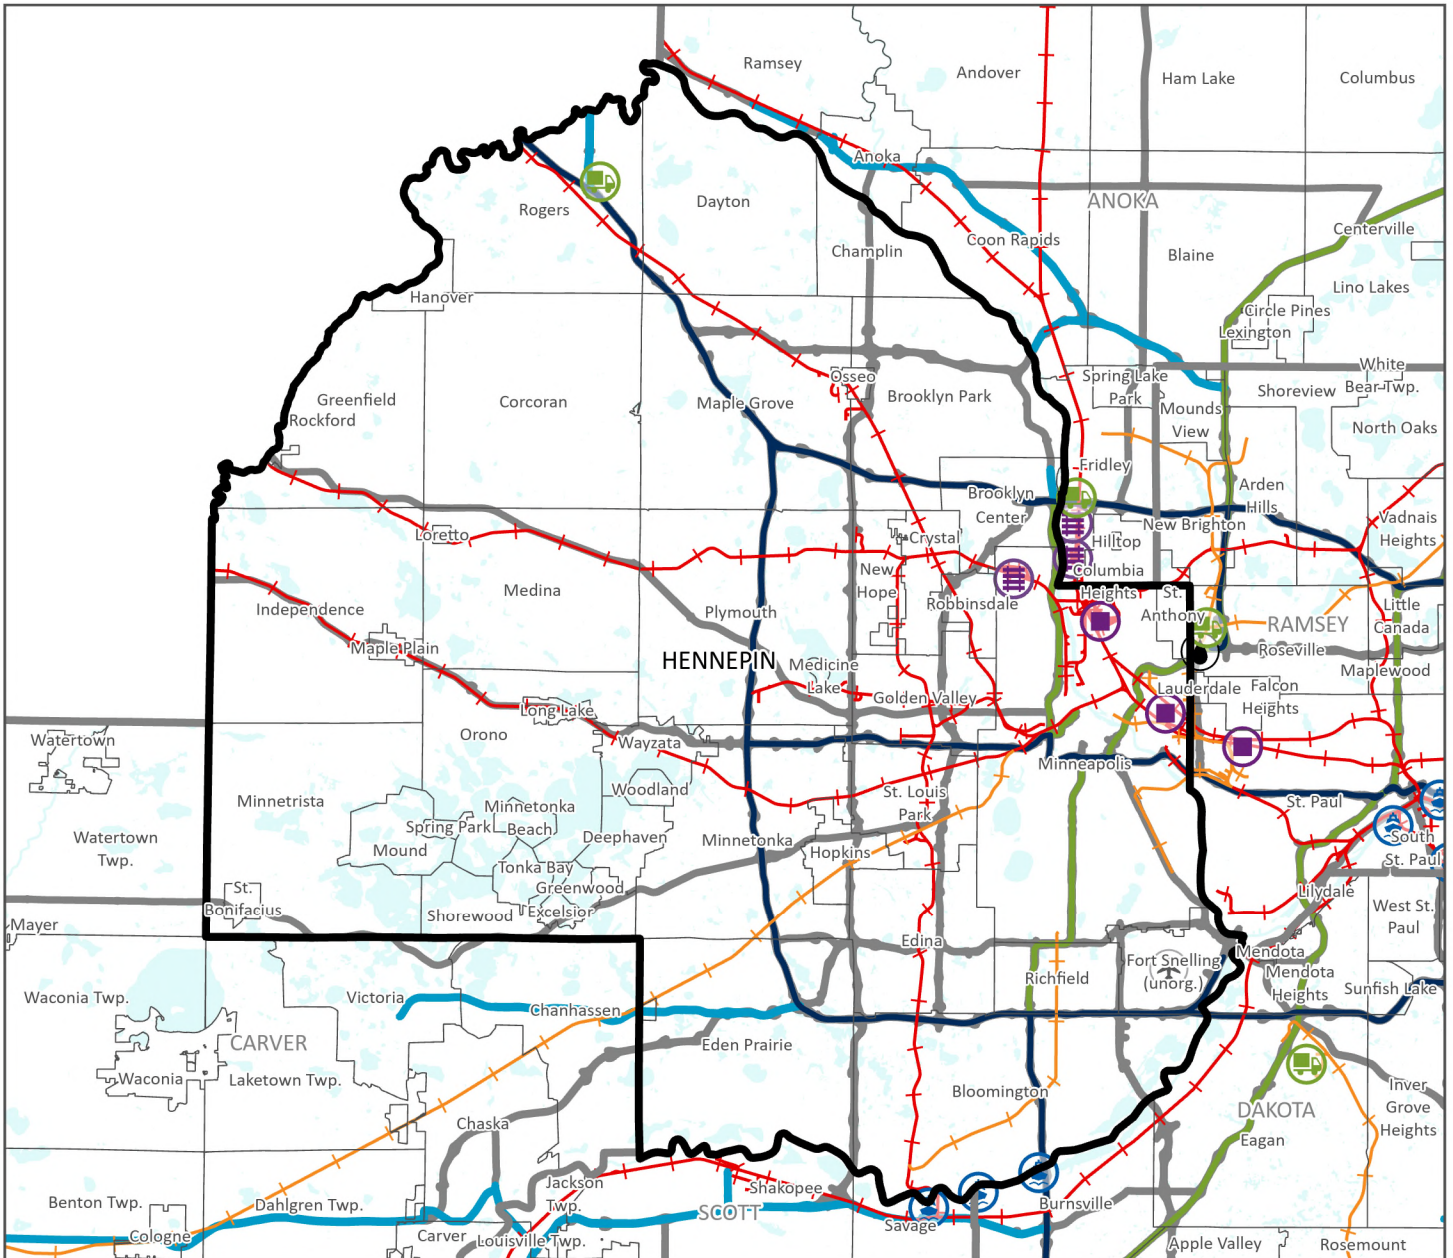 Ramsey
Andover
Ham Lake
Columbus
Anoka
ANOKA
Rogers
Dayton
Champlin
Coon Rapids
Blaine
Centerville
Lino Lakes
Hanover
Circle Pines
Lexington
Osseo
Spring Lake
Park
White
Bear Twp.
Greenfield
Rockford
Corcoran
Maple Grove
Brooklyn Park
Mounds
View
Shoreview
North Oaks
Fridley
Brooklyn
Center
Arden
Hills
New Brighton
Vadnais
Heights
Loretto
Crystal
Hilltop
New
Hope
Columbia
Heights
Independence
Medina
Plymouth
Robbinsdale
St.
Anthony
RAMSEY
Little
Canada
Maple Plain
HENNEPIN
Medicine
Lake
Roseville
Maplewood
Long Lake
Golden Valley
Lauderdale
Falcon
Heights
Watertown
Orono
Wayzata
Minneapolis
Minnetrista
Woodland
St. Louis
Park
St. Paul
Watertown
Twp.
Minnetonka
Beach
Spring Park
Mound
Deephaven
Minnetonka
Hopkins
South
St. Paul
Tonka Bay
Greenwood
Lilydale
St.
Bonifacius
Shorewood
Excelsior
West St.
Paul
Mayer
Edina
Mendota
Fort Snelling
(unorg.)
Waconia Twp.
Victoria
Chanhassen
Richfield
Mendota
Heights
Sunfish Lake
CARVER
Eden Prairie
Waconia
Laketown Twp.
Bloomington
Inver
Grove
Heights
Chaska
DAKOTA
Eagan
Benton Twp.
Dahlgren Twp.
Jackson
Twp.
Shakopee
SCOTT
Savage
Burnsville
Cologne
Carver
Louisville Twp.
Apple Valley
Rosemount